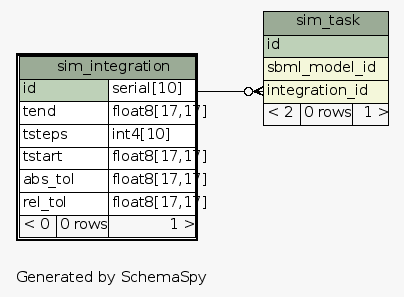 sim_task
id
sbml_model_id
integration_id
< 2 0 rows 1 >
sim_integration
id serial[10]
tend float8[17,17]
tsteps int4[10]
tstart float8[17,17]
abs_tol float8[17,17]
rel_tol float8[17,17]
< 0 0 rows 1 >
Generated by SchemaSpy